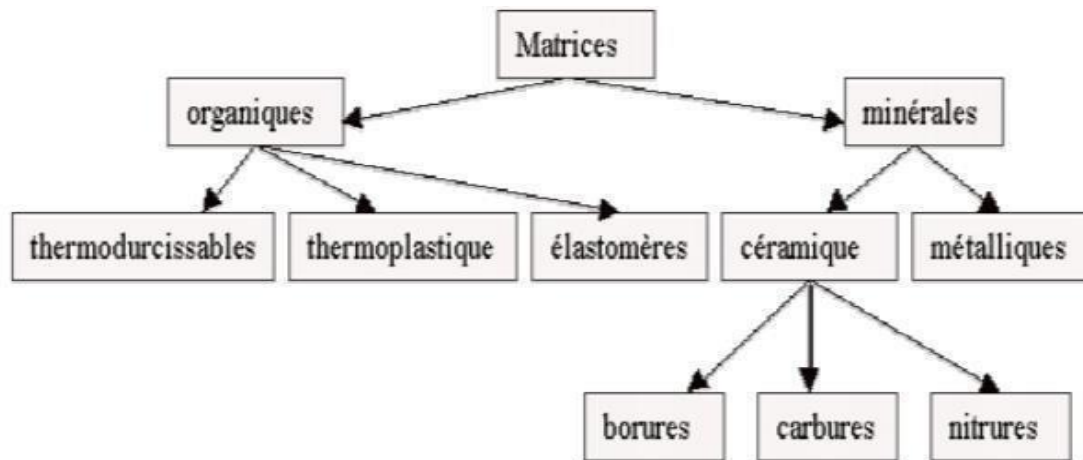 Matrices
organiques
minérales
thermodurcissables
thermoplastique
élastomères
céramique
métalliques
borures
carbures
nitrures